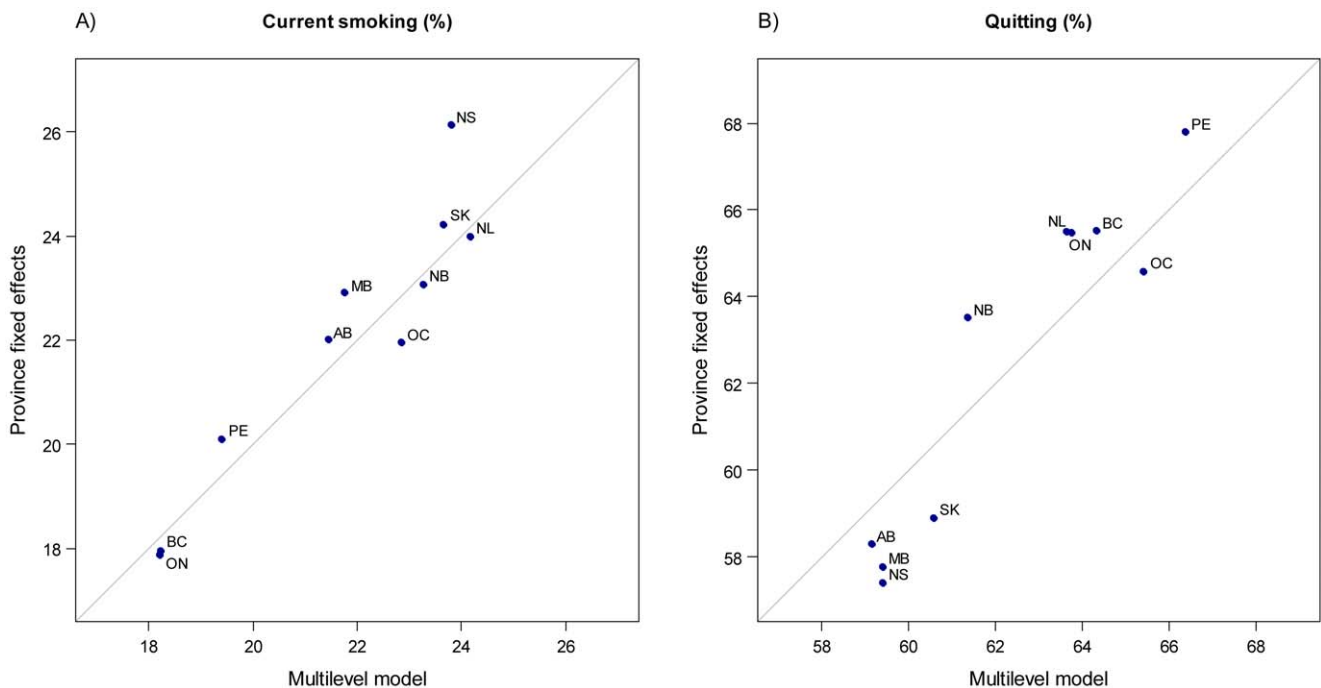 A)
Current smoking (%)
Province fixed effects
26
24
22
20
18
NS
SK
NL
NB
MB
AB
OC
PE
BC
ON
18 20 22 24 26
Multilevel model
B)
Quitting (%)
Province fixed effects
68
66
64
62
60
58
PE
NL
BC
ON
OC
NB
SK
AB
MB
NS
58 60 62 64 66 68
Multilevel model